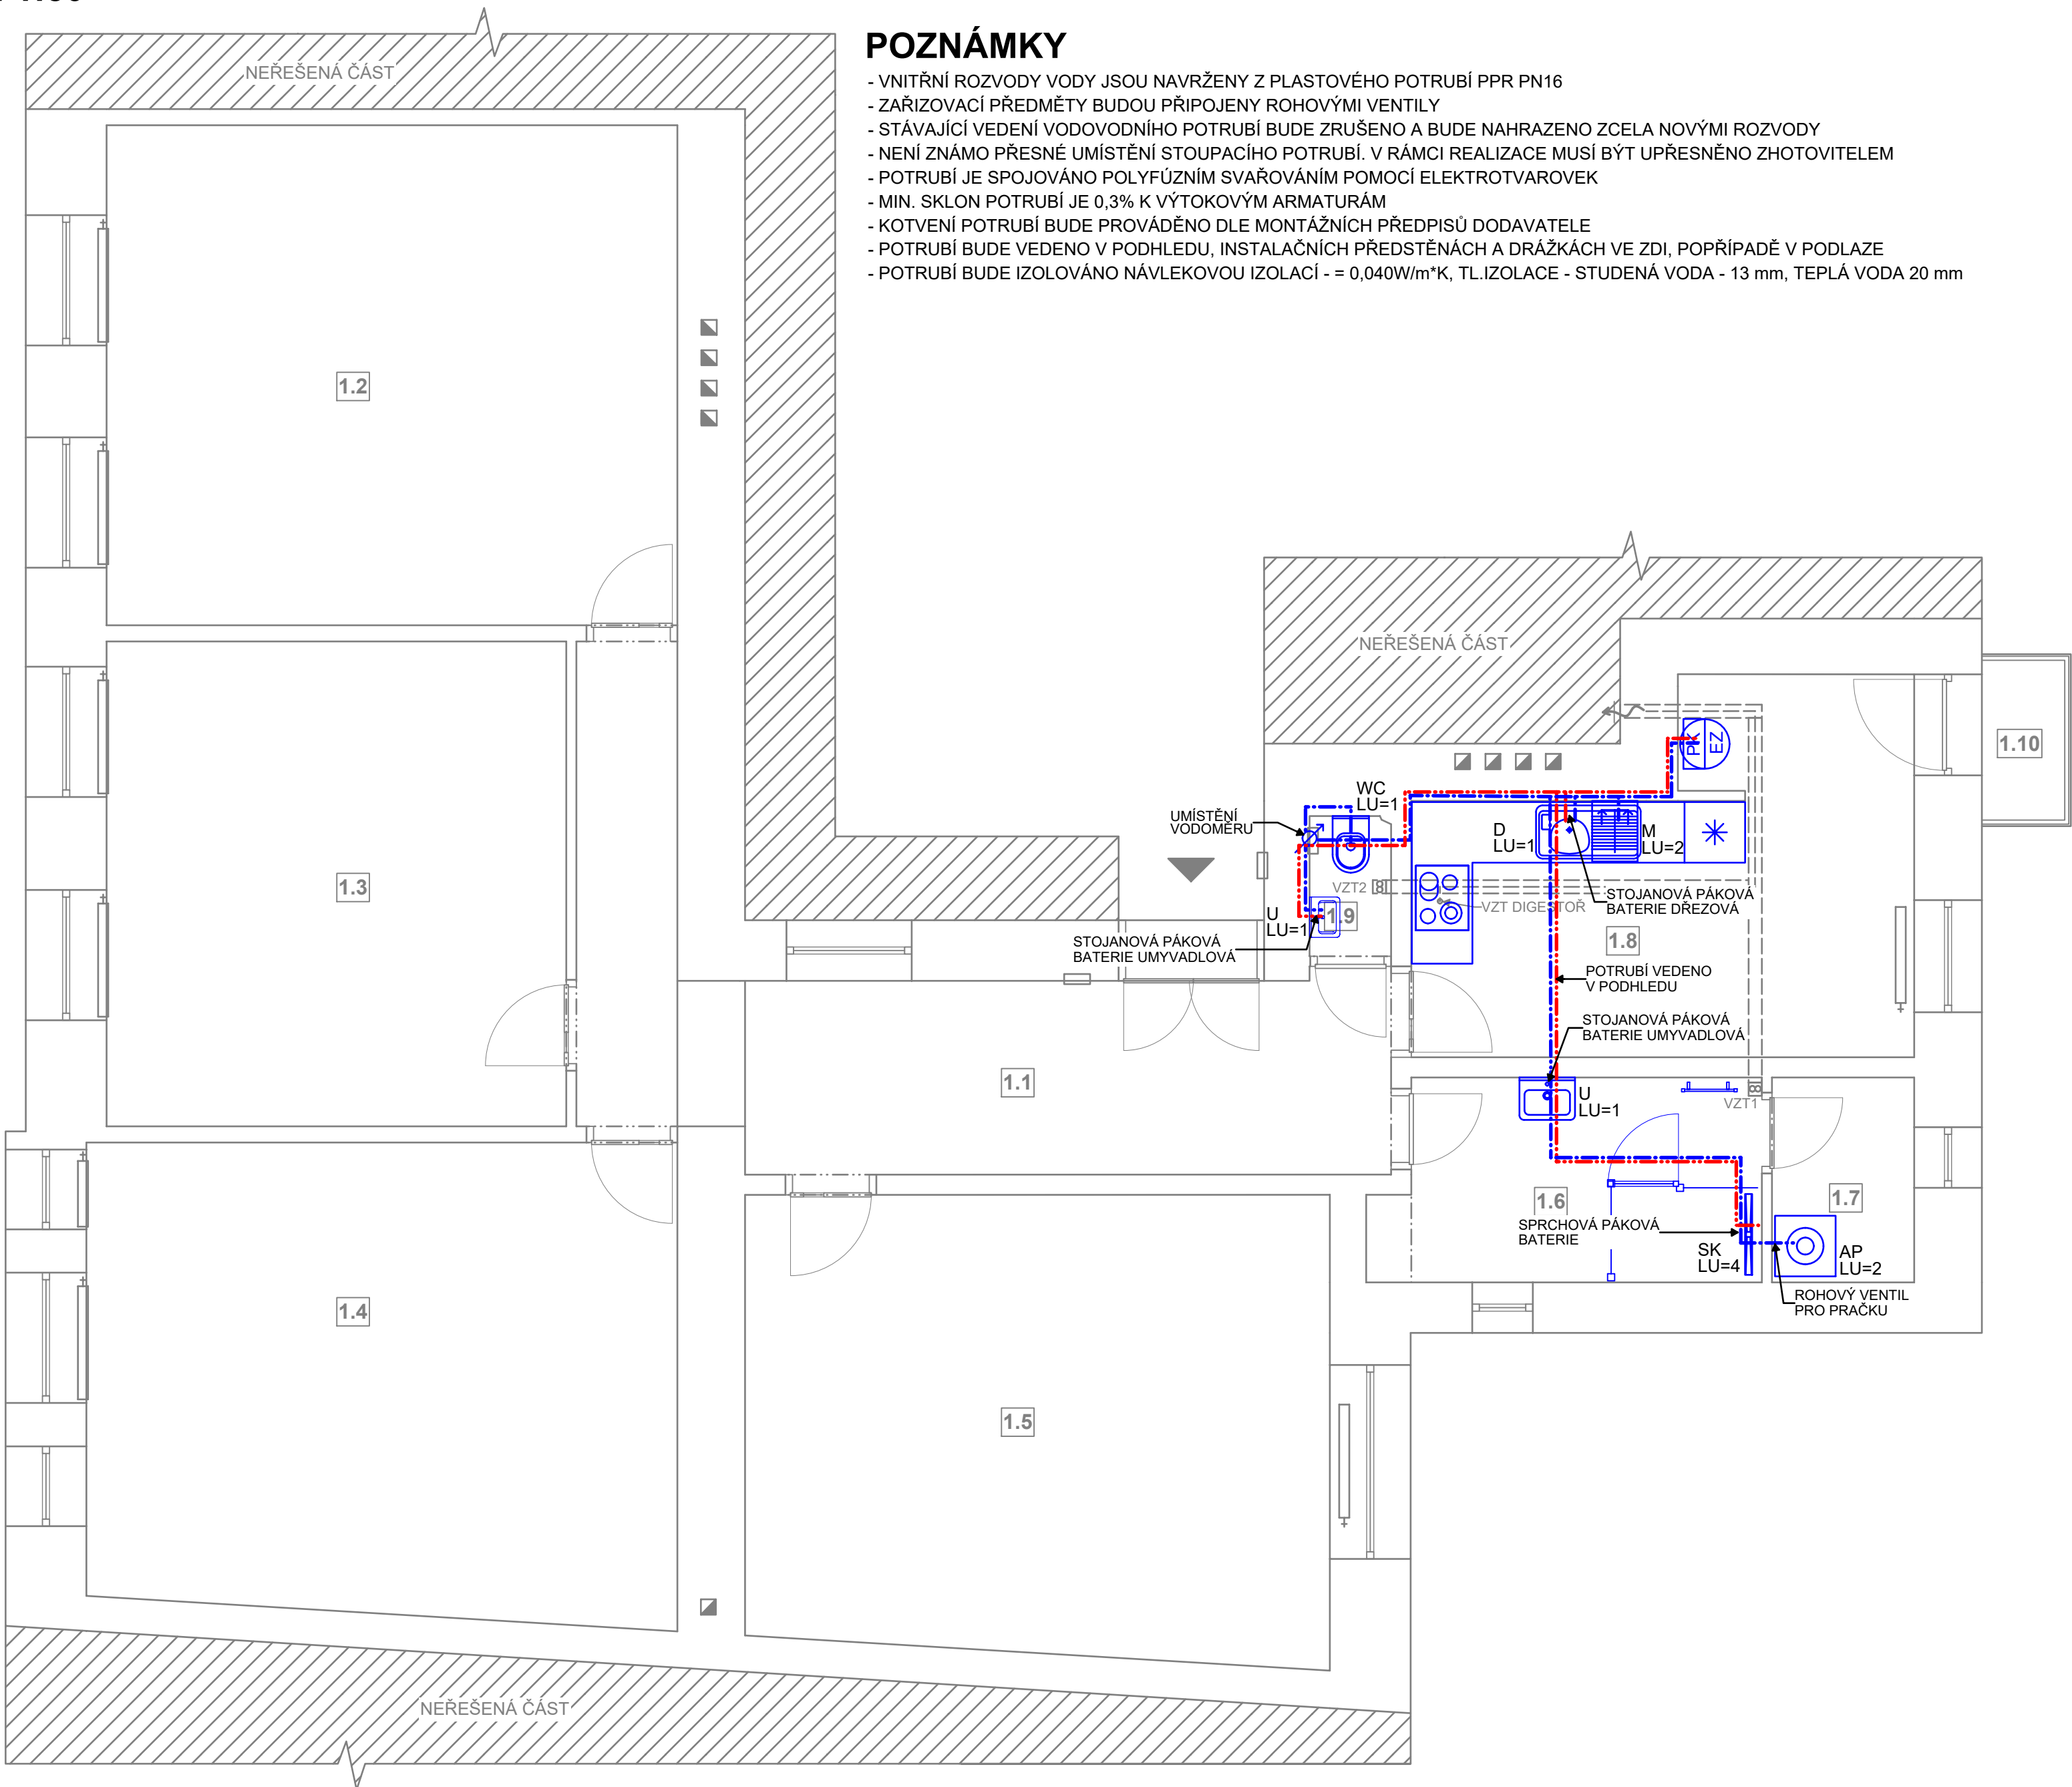 POZNÁMKY
- VNITŘNÍ ROZVODY VODY JSOU NAVRŽENY Z PLASTOVÉHO POTRUBÍ PPR PN16
- ZAŘIZOVACÍ PŘEDMĚTY BUDOU PŘIPOJENY ROHOVÝMI VENTILY
- STÁVAJÍCÍ VEDENÍ VODOVODNÍHO POTRUBÍ BUDE ZRUŠENO A BUDE NAHRAZENO ZCELA NOVÝMI ROZVODY
- NENÍ ZNÁMO PŘESNÉ UMÍSTĚNÍ STOUPACÍHO POTRUBÍ. V RÁMCI REALIZACE MUSÍ BÝT UPŘESNĚNO ZHOTOVITELEM
- POTRUBÍ JE SPOJOVÁNO POLYFÚZNÍM SVAŘOVÁNÍM POMOCÍ ELEKTROTVAROVEK
- MIN. SKLON POTRUBÍ JE 0,3% K VÝTOKOVÝM ARMATURÁM
- KOTVENÍ POTRUBÍ BUDE PROVÁDĚNO DLE MONTÁŽNÍCH PŘEDPISŮ DODAVATELE
- POTRUBÍ BUDE VEDENO V PODHLEDU, INSTALAČNÍCH PŘEDSTĚNÁCH A DRÁŽKÁCH VE ZDI, POPŘÍPADĚ V PODLAZE
- POTRUBÍ BUDE IZOLOVÁNO NÁVLEKOVOU IZOLACÍ - = 0,040W/m*K, TL.IZOLACE - STUDENÁ VODA - 13 mm, TEPLÁ VODA 20 mm
NEŘEŠENÁ ČÁST
1.2
NEŘEŠENÁ ČÁST
1.10
PK
EZ
WC
LU=1
UMÍSTĚNÍ
VODOMĚRU
D
LU=1
M
LU=2
1.3
VZT2
STOJANOVÁ PÁKOVÁ
BATERIE DŘEZOVÁ
VZT DIGESTOŘ
1.9
U
LU=1
1.8
STOJANOVÁ PÁKOVÁ
BATERIE UMYVADLOVÁ
POTRUBÍ VEDENO
V PODHLEDU
STOJANOVÁ PÁKOVÁ
BATERIE UMYVADLOVÁ
1.1
U
LU=1
VZT1
1.6
1.7
SPRCHOVÁ PÁKOVÁ
BATERIE
SK
LU=4
AP
LU=2
ROHOVÝ VENTIL
PRO PRAČKU
1.4
1.5
NEŘEŠENÁ ČÁST